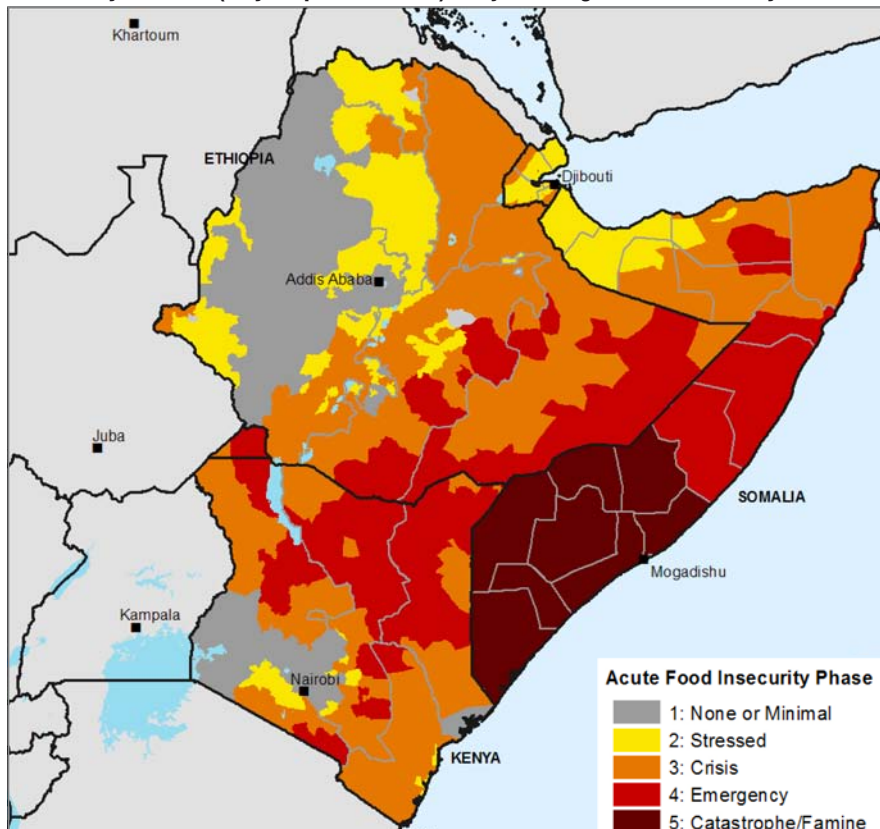 Khartoum
ETHIOPIA
Djibouti
Addis Ababa
Juba
SOMALIA
Mogadishu
Kampala
Nairobi
KENYA
Acute Food Insecurity Phase
1: None or Minimal
2: Stressed
3: Crisis
4: Emergency
5: Catastrophe/Famine